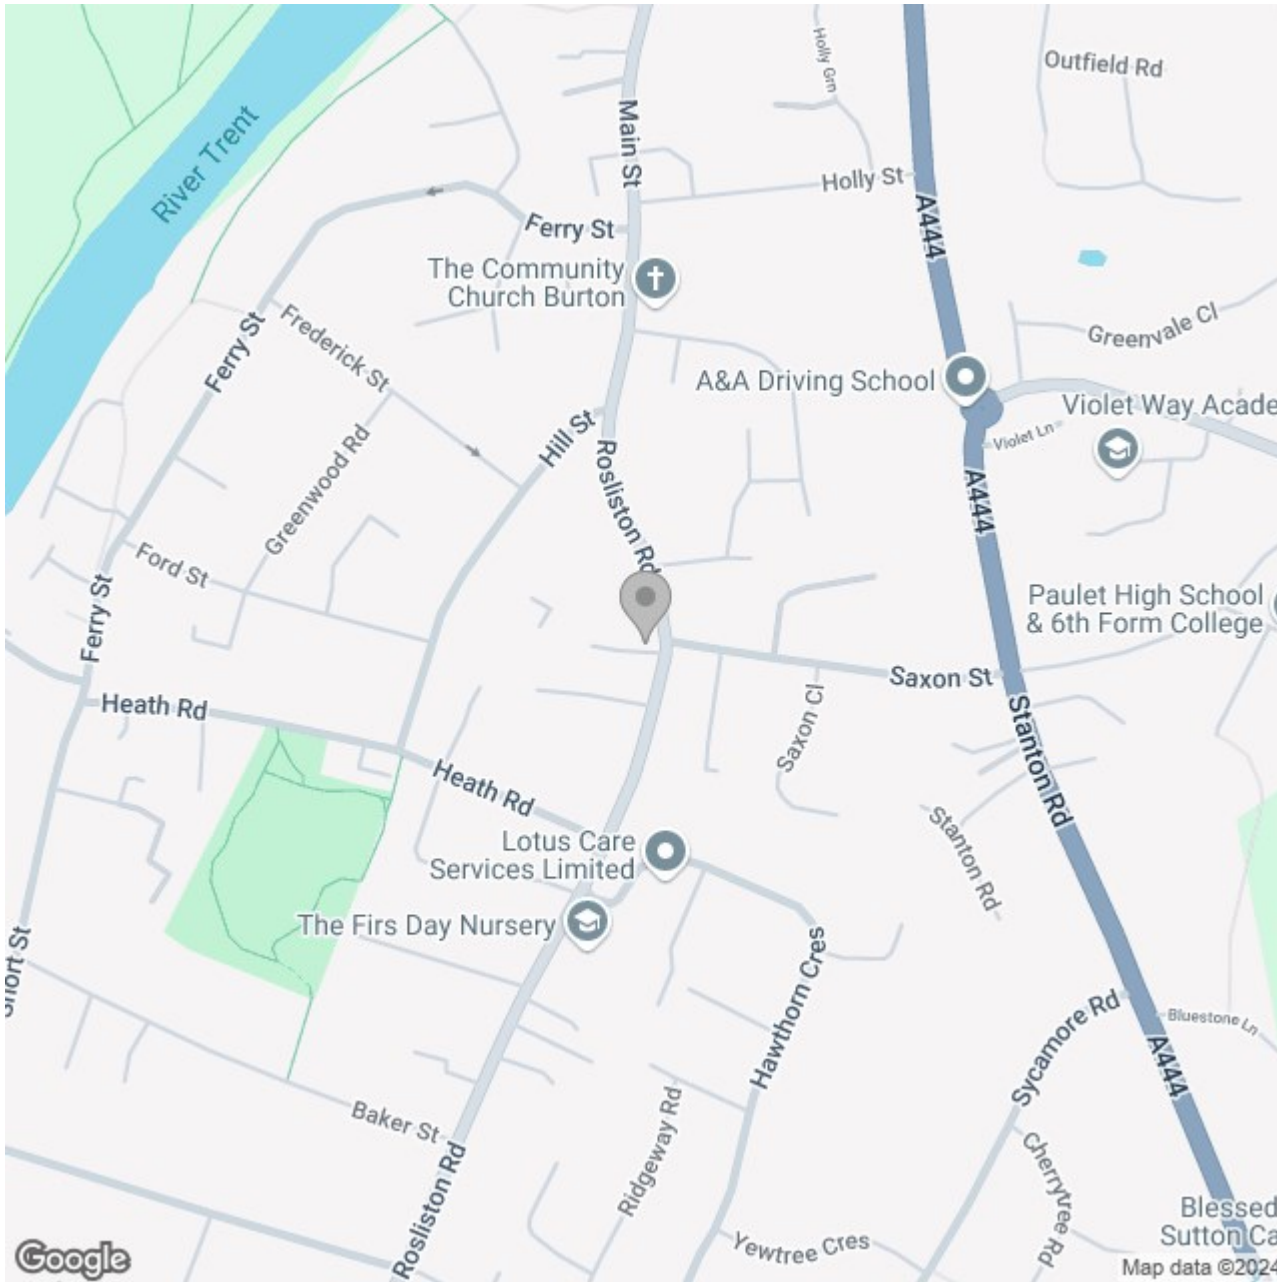 Holly Grn
Outfield Rd
River Trent
Main St
Holly St
A444
Ferry St
The Community
Church Burton
Greenvale Cl
Frederick St
Ferry St
A&A Driving School
Violet Way Acade
Violet Ln
Hill St
Rosliston Rd
Greenwood Rd
A444
Ford St
Ferry St
Paulet High School
& 6th Form College
Saxon St
Heath Rd
Saxon Cl
Stanton Rd
Heath Rd
Stanton Rd
Lotus Care
Services Limited
The Firs Day Nursery
Short St
Hawthorn Cres
Sycamore Rd
Bluestone Ln
A444
Baker St
Ridgeway Rd
Cherrytree Rd
Rosliston Rd
Yewtree Cres
Blessed
Sutton Ca
Google
Map data ©2024